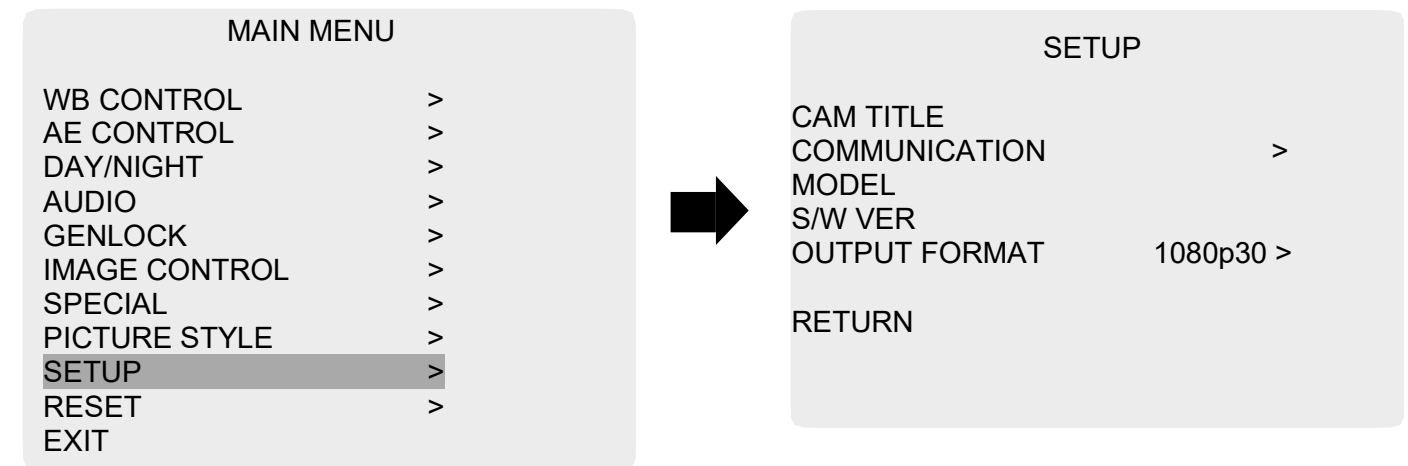 MAIN MENU
WB CONTROL >
AE CONTROL >
DAY/NIGHT >
AUDIO >
GENLOCK >
IMAGE CONTROL >
SPECIAL >
PICTURE STYLE >
SETUP >
RESET >
EXIT
SETUP
CAM TITLE
COMMUNICATION >
MODEL
S/W VER
OUTPUT FORMAT 1080p30 >
RETURN